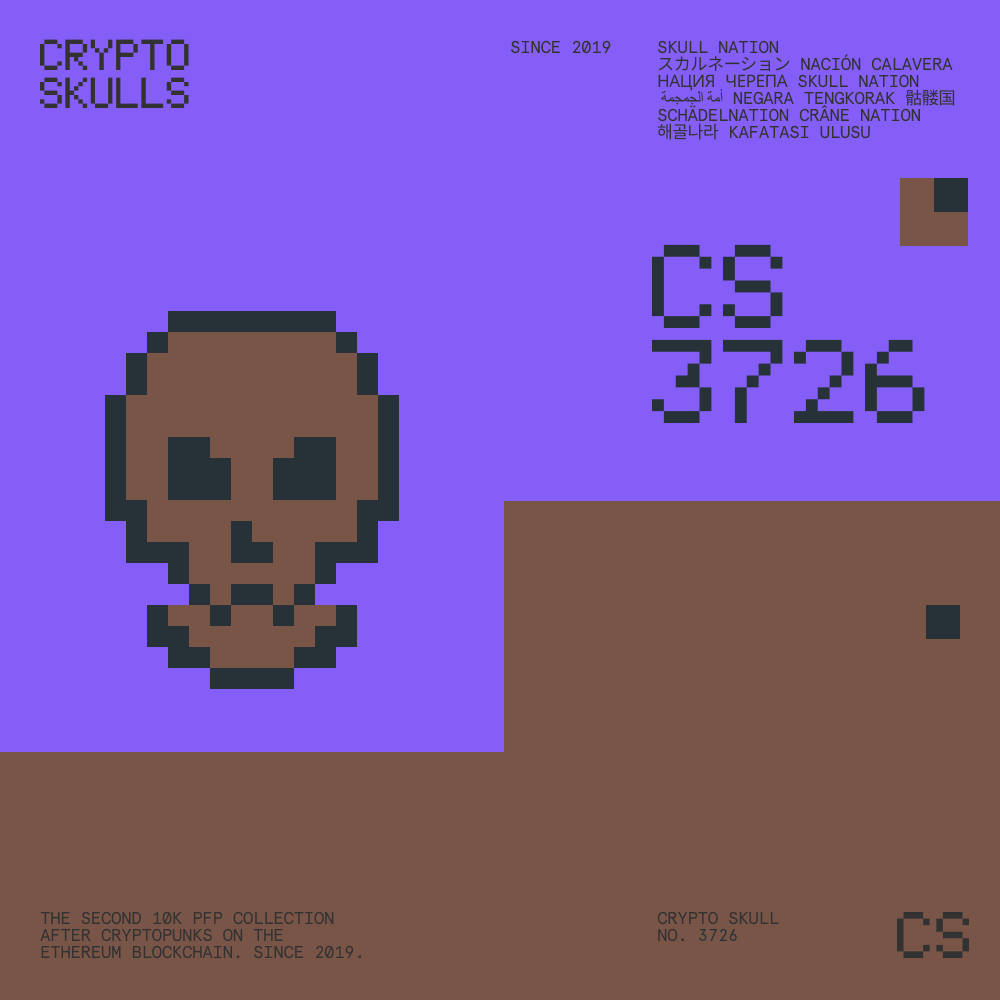 CRYPTO
SKULLS
SINCE 2019
SKULL NATION
スカルネーション NACIÓN CALAVERA
НАЦИЯ ЧЕРЕПА SKULL NATION
أمة الجمجمة NEGARA TENGKORAK 骷髅国
SCHÄDELNATION CRÂNE NATION
해골나라 KAFATASI ULUSU
CS
3726
THE SECOND 10K PFP COLLECTION
AFTER CRYPTOPUNKS ON THE
ETHEREUM BLOCKCHAIN. SINCE 2019.
CRYPTO SKULL
NO. 3726
CS